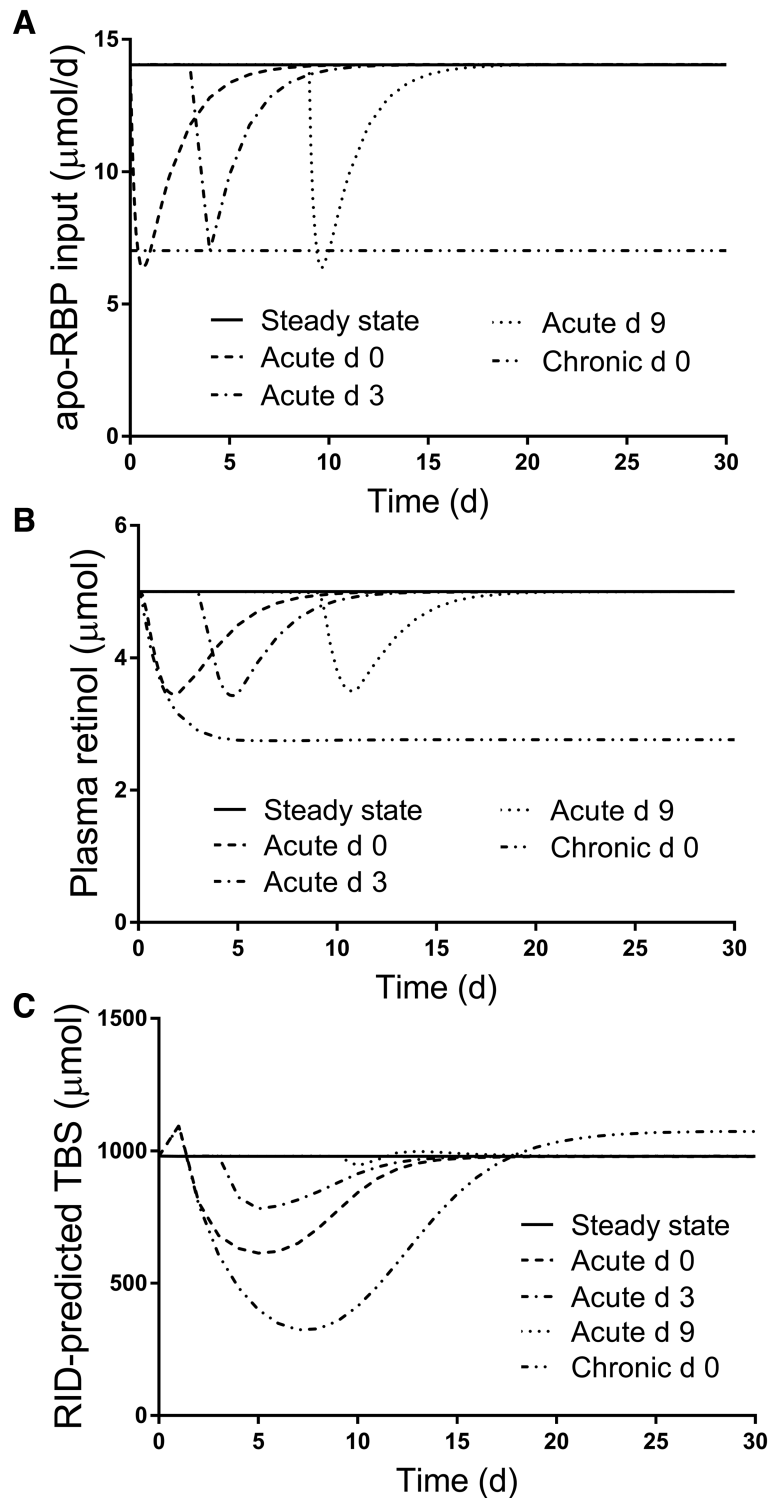 A
apo-RBP input (μmol/d)
15
10
5
0
Steady state
Acute d 0
Acute d 3
Acute d 9
Chronic d 0
0 5 10 15 20 25 30
Time (d)
B
Plasma retinol (μmol)
6
4
2
0
Steady state
Acute d 0
Acute d 3
Acute d 9
Chronic d 0
0 5 10 15 20 25 30
Time (d)
C
RID-predicted TBS (μmol)
1500
1000
500
0
Steady state
Acute d 0
Acute d 3
Acute d 9
Chronic d 0
0 5 10 15 20 25 30
Time (d)